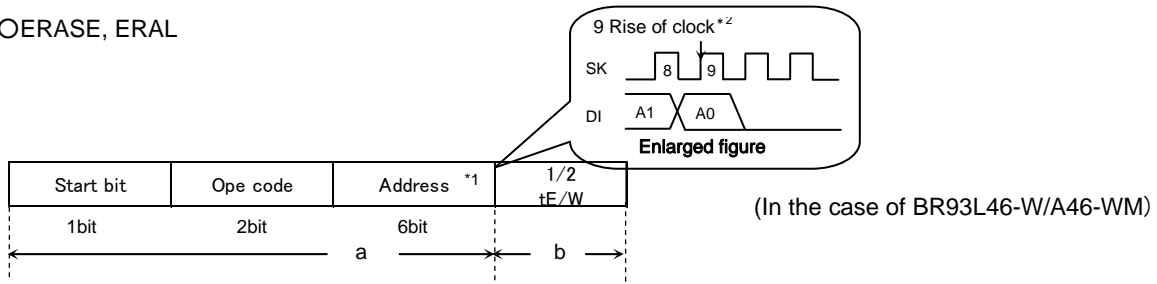 ○ERASE, ERAL
9 Rise of clock*2
SK 8 9
DI A1 A0
Enlarged figure
Start bit Ope code Address *1 1/2
tE/W
(In the case of BR93L46-W/A46-WM)
1bit 2bit 6bit
a b